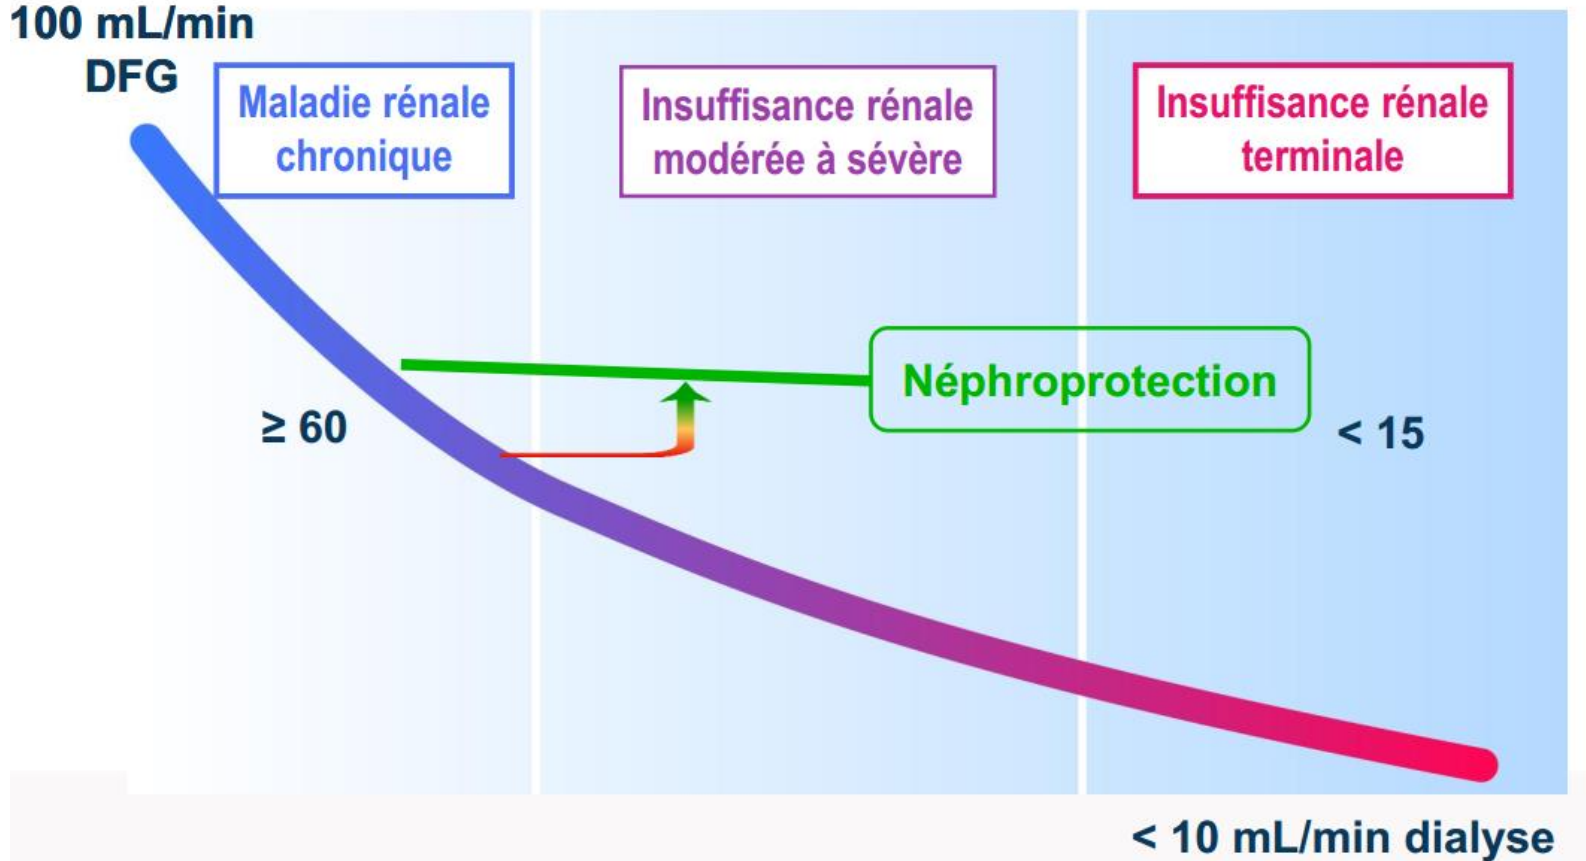 100 mL/min
DFG
Maladie rénale
chronique
Insuffisance rénale
modérée à sévère
Insuffisance rénale
terminale
Néphroprotection
≥ 60
< 15
< 10 mL/min dialyse